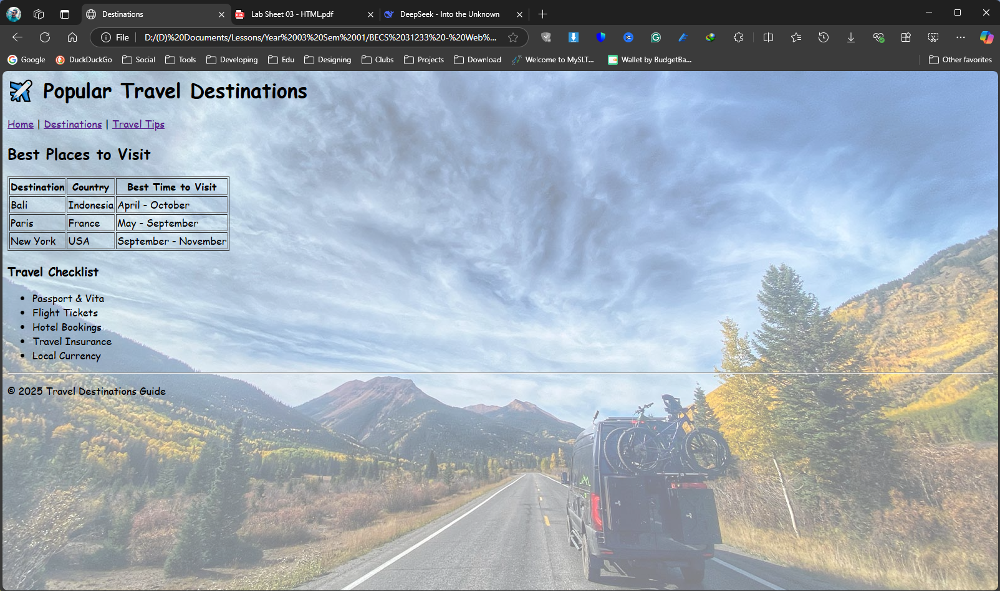 Destinations
Lab Sheet 03 - HTML.pdf
DeepSeek - Into the Unknown
File
D:/(D)%20Documents/Lessons/Year%2003%20Sem%2001/BECS%2031233%20-%20Web%...
Google
DuckDuckGo
Social
Tools
Developing
Edu
Designing
Clubs
Projects
Download
Welcome to MySLT...
Wallet by BudgetBa...
Other favorites
Popular Travel Destinations
Home | Destinations | Travel Tips
Best Places to Visit
Destination Country Best Time to Visit
Bali Indonesia April - October
Paris France May - September
New York USA September - November
Travel Checklist
• Passport & Vita
• Flight Tickets
• Hotel Bookings
• Travel Insurance
• Local Currency
© 2025 Travel Destinations Guide